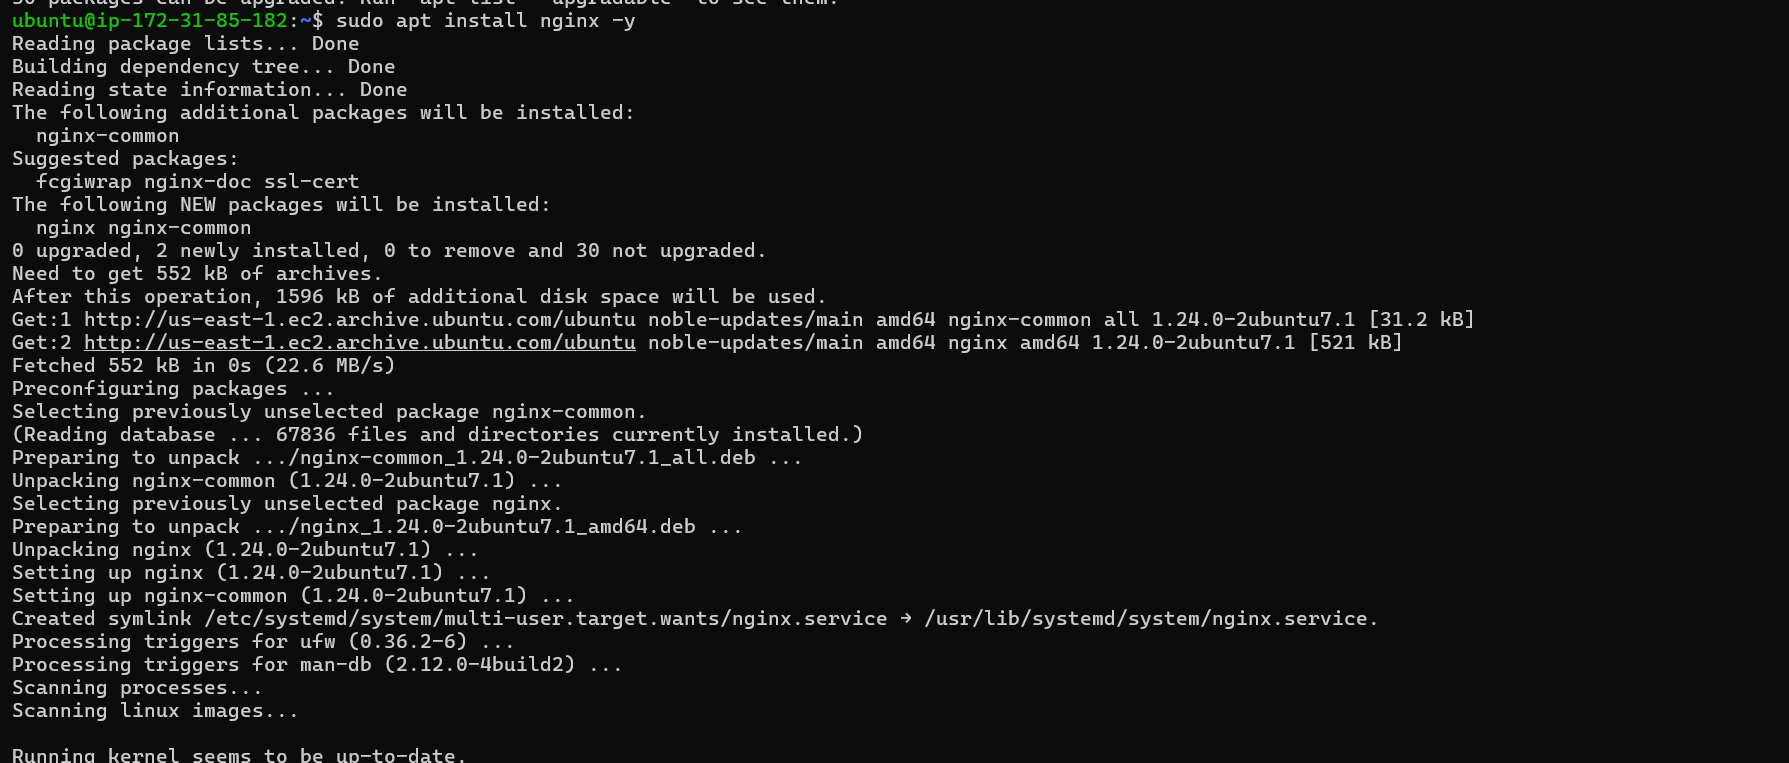 30 packages can be upgraded. Run 'apt list --upgradable' to see them.
ubuntu@ip-172-31-85-182:~$ sudo apt install nginx -y
Reading package lists... Done
Building dependency tree... Done
Reading state information... Done
The following additional packages will be installed:
  nginx-common
Suggested packages:
  fcgiwrap nginx-doc ssl-cert
The following NEW packages will be installed:
  nginx nginx-common
0 upgraded, 2 newly installed, 0 to remove and 30 not upgraded.
Need to get 552 kB of archives.
After this operation, 1596 kB of additional disk space will be used.
Get:1 http://us-east-1.ec2.archive.ubuntu.com/ubuntu noble-updates/main amd64 nginx-common all 1.24.0-2ubuntu7.1 [31.2 kB]
Get:2 http://us-east-1.ec2.archive.ubuntu.com/ubuntu noble-updates/main amd64 nginx amd64 1.24.0-2ubuntu7.1 [521 kB]
Fetched 552 kB in 0s (22.6 MB/s)
Preconfiguring packages ...
Selecting previously unselected package nginx-common.
(Reading database ... 67836 files and directories currently installed.)
Preparing to unpack .../nginx-common_1.24.0-2ubuntu7.1_all.deb ...
Unpacking nginx-common (1.24.0-2ubuntu7.1) ...
Selecting previously unselected package nginx.
Preparing to unpack .../nginx_1.24.0-2ubuntu7.1_amd64.deb ...
Unpacking nginx (1.24.0-2ubuntu7.1) ...
Setting up nginx (1.24.0-2ubuntu7.1) ...
Setting up nginx-common (1.24.0-2ubuntu7.1) ...
Created symlink /etc/systemd/system/multi-user.target.wants/nginx.service → /usr/lib/systemd/system/nginx.service.
Processing triggers for ufw (0.36.2-6) ...
Processing triggers for man-db (2.12.0-4build2) ...
Scanning processes...
Scanning linux images...
Running kernel seems to be up-to-date.